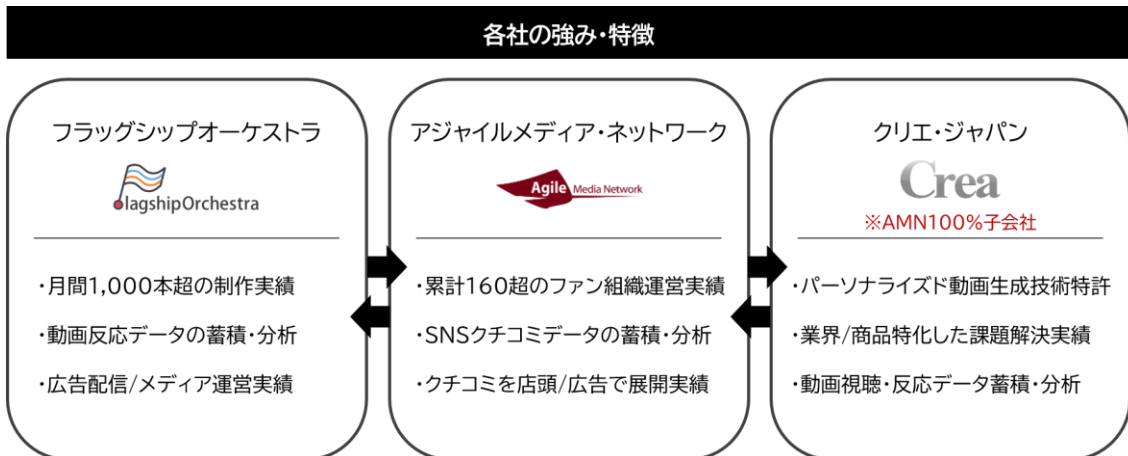 各社の強み・特徴
フラッグシップオーケストラ
FlagshipOrchestra
・月間1,000本超の制作実績
・動画反応データの蓄積・分析
・広告配信/メディア運営実績
アジャイルメディア・ネットワーク
Agile Media Network
・累計160超のファン組織運営実績
・SNSクチコミデータの蓄積・分析
・クチコミを店頭/広告で展開実績
クリエ・ジャパン
Crea
※AMN100%子会社
・パーソナライズド動画生成技術特許
・業界/商品特化した課題解決実績
・動画視聴・反応データ蓄積・分析